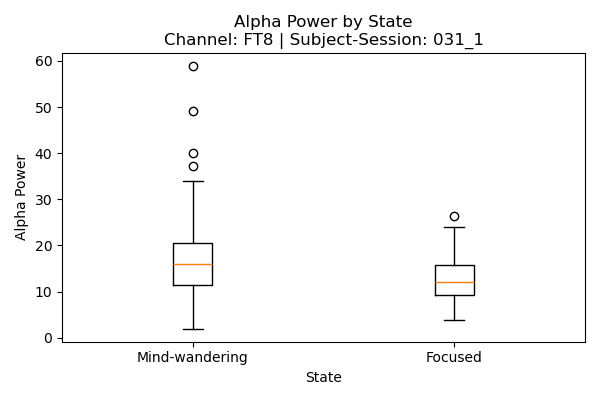 Alpha Power by State
Channel: FT8 | Subject-Session: 031_1
Alpha Power
60
50
40
30
20
10
0
Mind-wandering
Focused
State